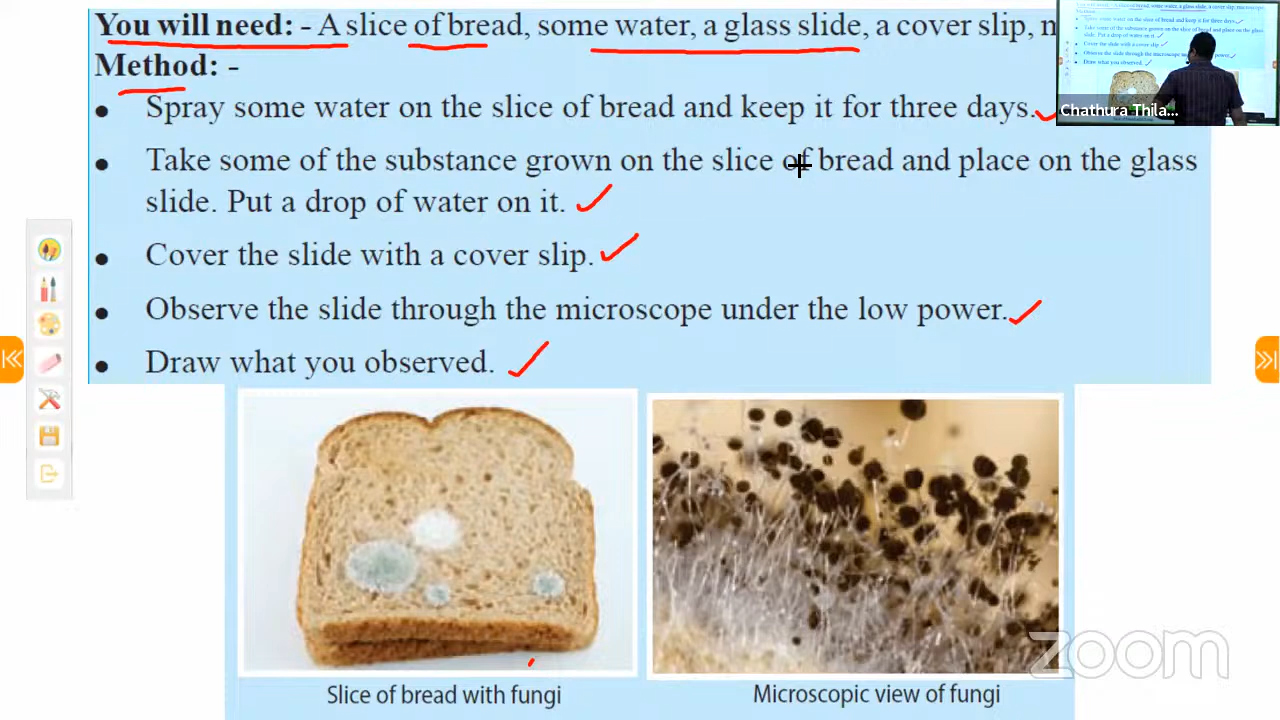 You will need: - A slice of bread, some water, a glass slide, a cover slip,
Method: -
• Spray some water on the slice of bread and keep it for three days.
• Take some of the substance grown on the slice of bread and place on the glass
slide. Put a drop of water on it.
• Cover the slide with a cover slip.
• Observe the slide through the microscope under the low power.
• Draw what you observed.
Chathura Thila...
Slice of bread with fungi
Microscopic view of fungi
zoom